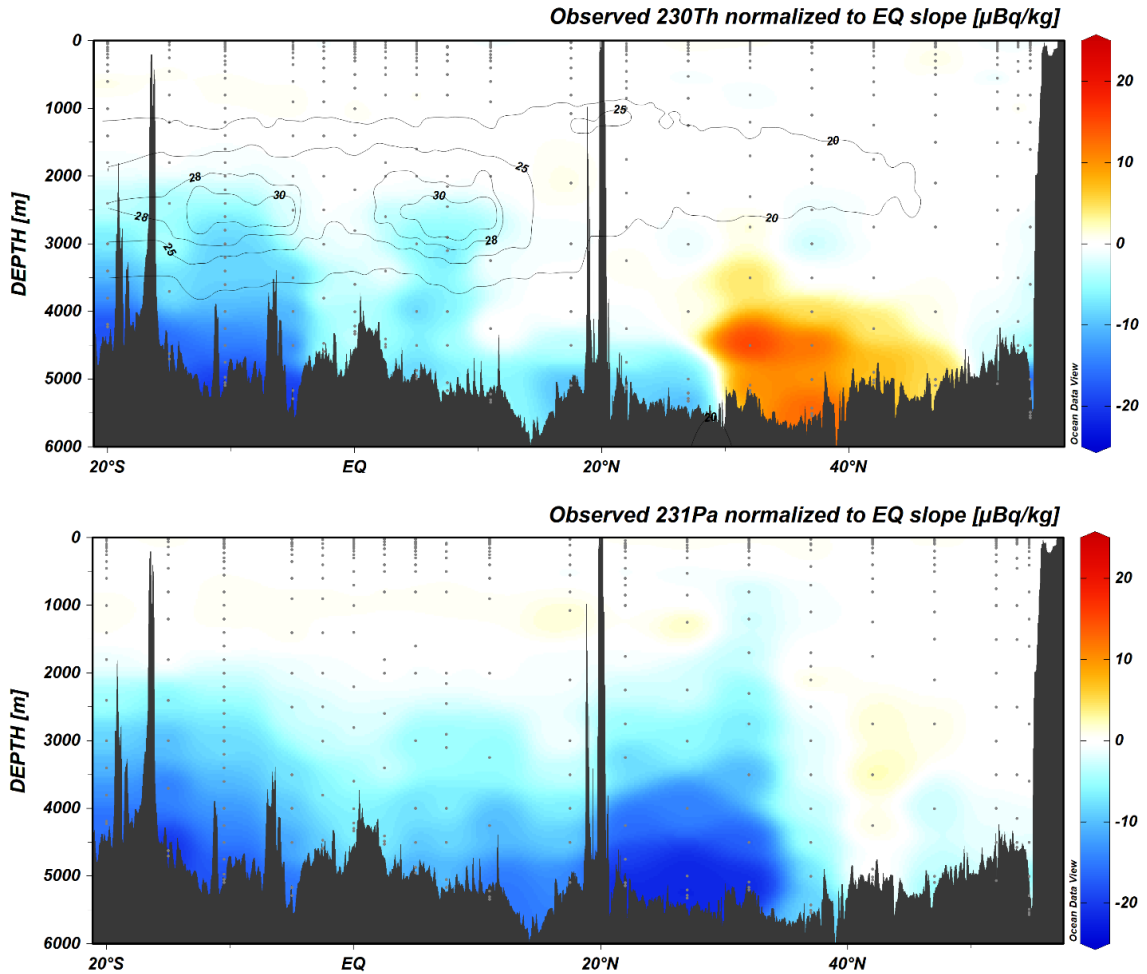 Observed 230Th normalized to EQ slope [µBq/kg]
DEPTH [m]
0
1000
2000
3000
4000
5000
6000
20°S
EQ
20°N
40°N
25
20
28
25
30
30
28
28
25
20
20
20
10
0
-10
-20
Ocean Data View
Observed 231Pa normalized to EQ slope [µBq/kg]
DEPTH [m]
0
1000
2000
3000
4000
5000
6000
20°S
EQ
20°N
40°N
20
10
0
-10
-20
Ocean Data View